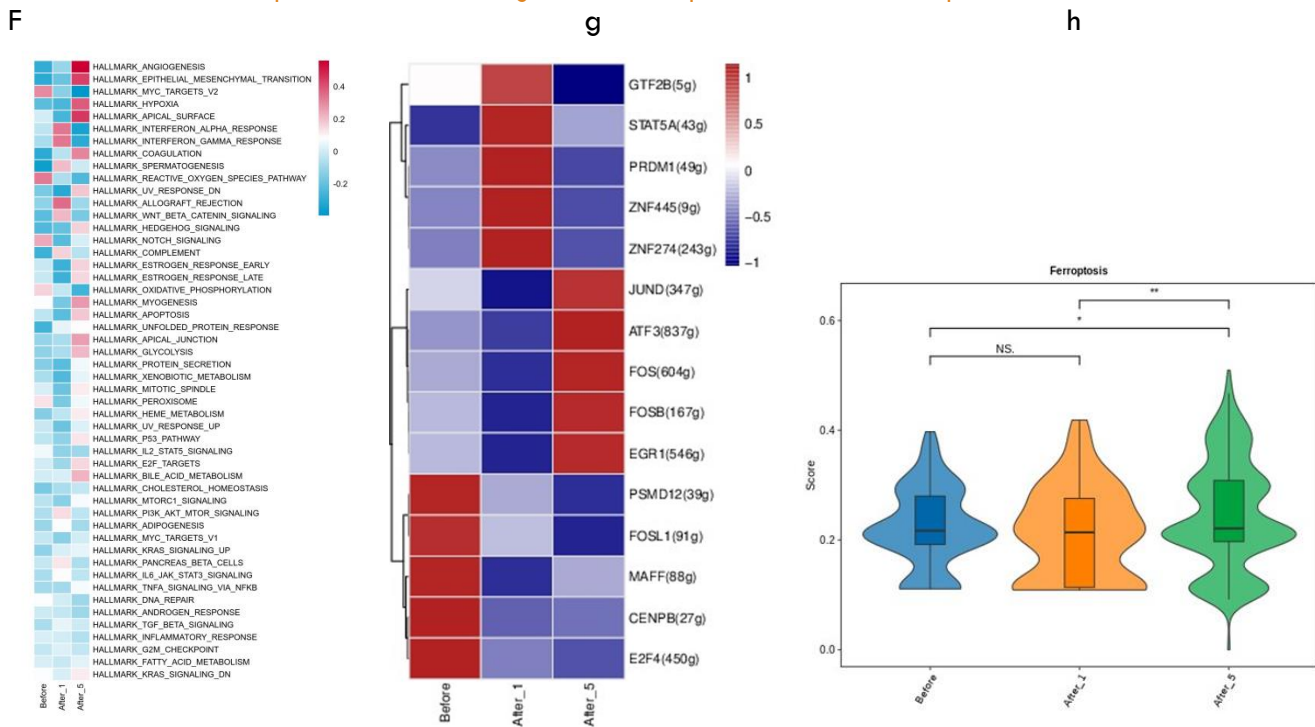 F
g
h
HALLMARK_ANGIOGENESIS
HALLMARK_EPITHELIAL_MESENCHYMAL_TRANSITION
HALLMARK_MYC_TARGETS_V2
HALLMARK_HYPOXIA
HALLMARK_APICAL_SURFACE
HALLMARK_INTERFERON_ALPHA_RESPONSE
HALLMARK_INTERFERON_GAMMA_RESPONSE
HALLMARK_COAGULATION
HALLMARK_SPERMATOGENESIS
HALLMARK_REACTIVE_OXYGEN_SPECIES_PATHWAY
HALLMARK_UV_RESPONSE_DN
HALLMARK_ALLOGRAFT_REJECTION
HALLMARK_WNT_BETA_CATENIN_SIGNALING
HALLMARK_HEDGEHOG_SIGNALING
HALLMARK_NOTCH_SIGNALING
HALLMARK_COMPLEMENT
HALLMARK_ESTROGEN_RESPONSE_EARLY
HALLMARK_ESTROGEN_RESPONSE_LATE
HALLMARK_OXIDATIVE_PHOSPHORYLATION
HALLMARK_MYOGENESIS
HALLMARK_APOPTOSIS
HALLMARK_UNFOLDED_PROTEIN_RESPONSE
HALLMARK_APICAL_JUNCTION
HALLMARK_GLYCOLYSIS
HALLMARK_PROTEIN_SECRETION
HALLMARK_XENOBIOTIC_METABOLISM
HALLMARK_MITOTIC_SPINDLE
HALLMARK_PEROXISOME
HALLMARK_HEME_METABOLISM
HALLMARK_UV_RESPONSE_UP
HALLMARK_P53_PATHWAY
HALLMARK_IL2_STAT5_SIGNALING
HALLMARK_E2F_TARGETS
HALLMARK_BILE_ACID_METABOLISM
HALLMARK_CHOLESTEROL_HOMEOSTASIS
HALLMARK_MTORC1_SIGNALING
HALLMARK_PI3K_AKT_MTOR_SIGNALING
HALLMARK_ADIPOGENESIS
HALLMARK_MYC_TARGETS_V1
HALLMARK_KRAS_SIGNALING_UP
HALLMARK_PANCREAS_BETA_CELLS
HALLMARK_IL6_JAK_STAT3_SIGNALING
HALLMARK_TNFA_SIGNALING_VIA_NFKB
HALLMARK_DNA_REPAIR
HALLMARK_ANDROGEN_RESPONSE
HALLMARK_TGF_BETA_SIGNALING
HALLMARK_INFLAMMATORY_RESPONSE
HALLMARK_G2M_CHECKPOINT
HALLMARK_FATTY_ACID_METABOLISM
HALLMARK_KRAS_SIGNALING_DN
Before
After_1
After_5
0.4
0.2
0
-0.2
GTF2B(5g)
STAT5A(43g)
PRDM1(49g)
ZNF445(9g)
ZNF274(243g)
JUND(347g)
ATF3(837g)
FOS(604g)
FOSB(167g)
EGR1(546g)
PSMD12(39g)
FOSL1(91g)
MAFF(88g)
CENPB(27g)
E2F4(450g)
Before
After_1
After_5
1
0.5
0
−0.5
−1
Ferroptosis
**
*
NS.
Score
0.6
0.4
0.2
0.0
Before
After_1
After_5